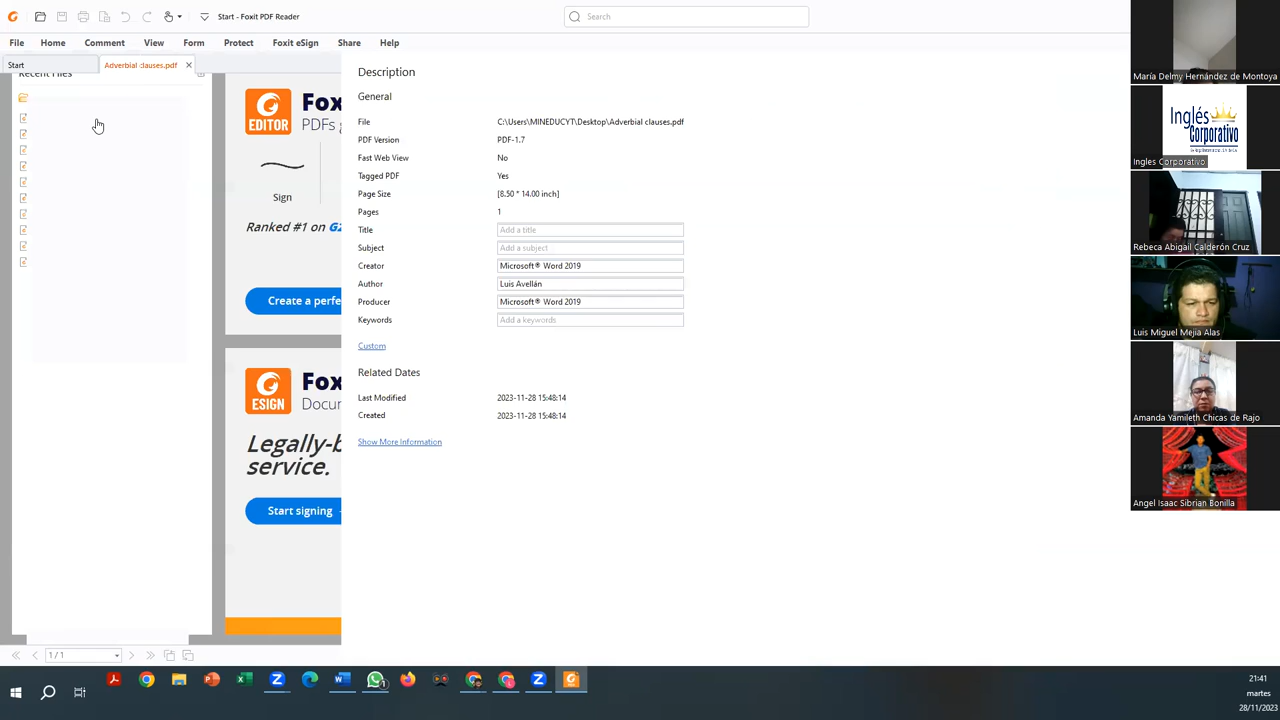 Start - Foxit PDF Reader
Search
File
Home
Comment
View
Form
Protect
Foxit eSign
Share
Help
Start
Adverbial clauses.pdf
Recent Files
EDITOR
Fox
PDFs
Sign
Ranked #1 on G2
Create a perfe
ESIGN
Fox
Docu
Legally-b
service.
Start signing
Description
General
File
C:\Users\MINEDUCYT\Desktop\Adverbial clauses.pdf
PDF Version
PDF-1.7
Fast Web View
No
Tagged PDF
Yes
Page Size
[8.50 * 14.00 inch]
Pages
1
Title
Add a title
Subject
Add a subject
Creator
Microsoft® Word 2019
Author
Luis Avellán
Producer
Microsoft® Word 2019
Keywords
Add a keywords
Custom
Related Dates
Last Modified
2023-11-28 15:48:14
Created
2023-11-28 15:48:14
Show More Information
1 / 1
María Delmy Hernández de Montoya
Inglés
Corporativo
Ingles Corporativo
Rebeca Abigail Calderón Cruz
Luis Miguel Mejia Alas
Amanda Yamileth Chicas de Rajo
Angel Isaac Sibrian Bonilla
21:41
martes
28/11/2023